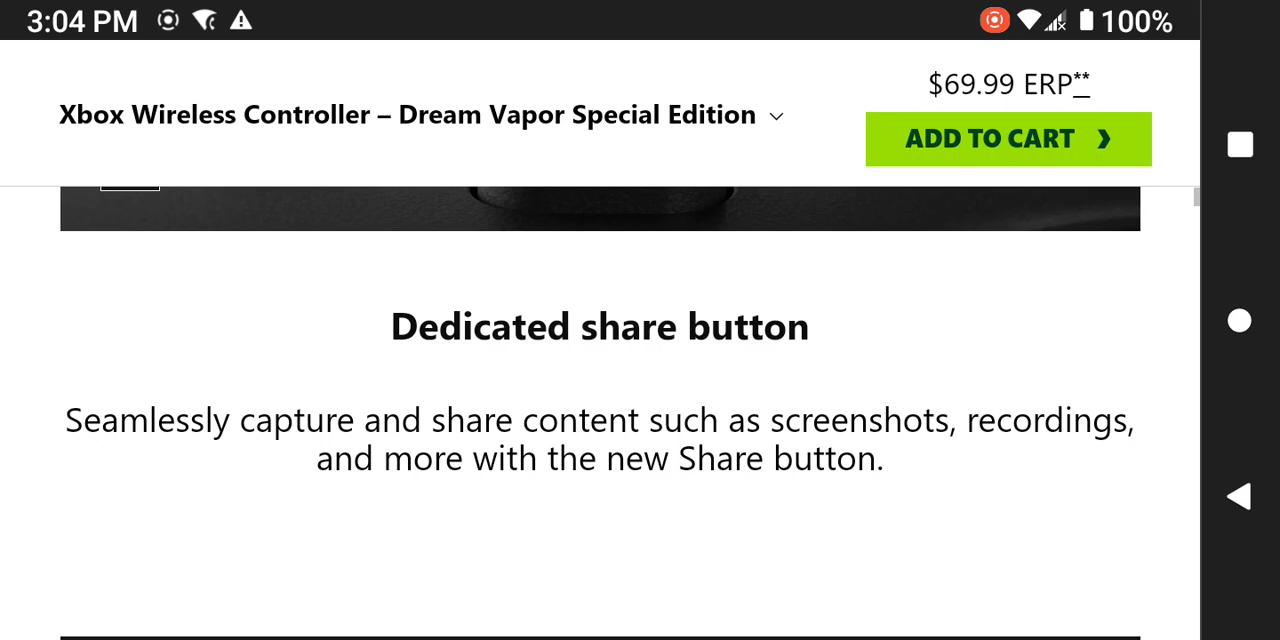 3:04 PM
100%
Xbox Wireless Controller – Dream Vapor Special Edition
$69.99 ERP**
ADD TO CART
Dedicated share button
Seamlessly capture and share content such as screenshots, recordings,
and more with the new Share button.